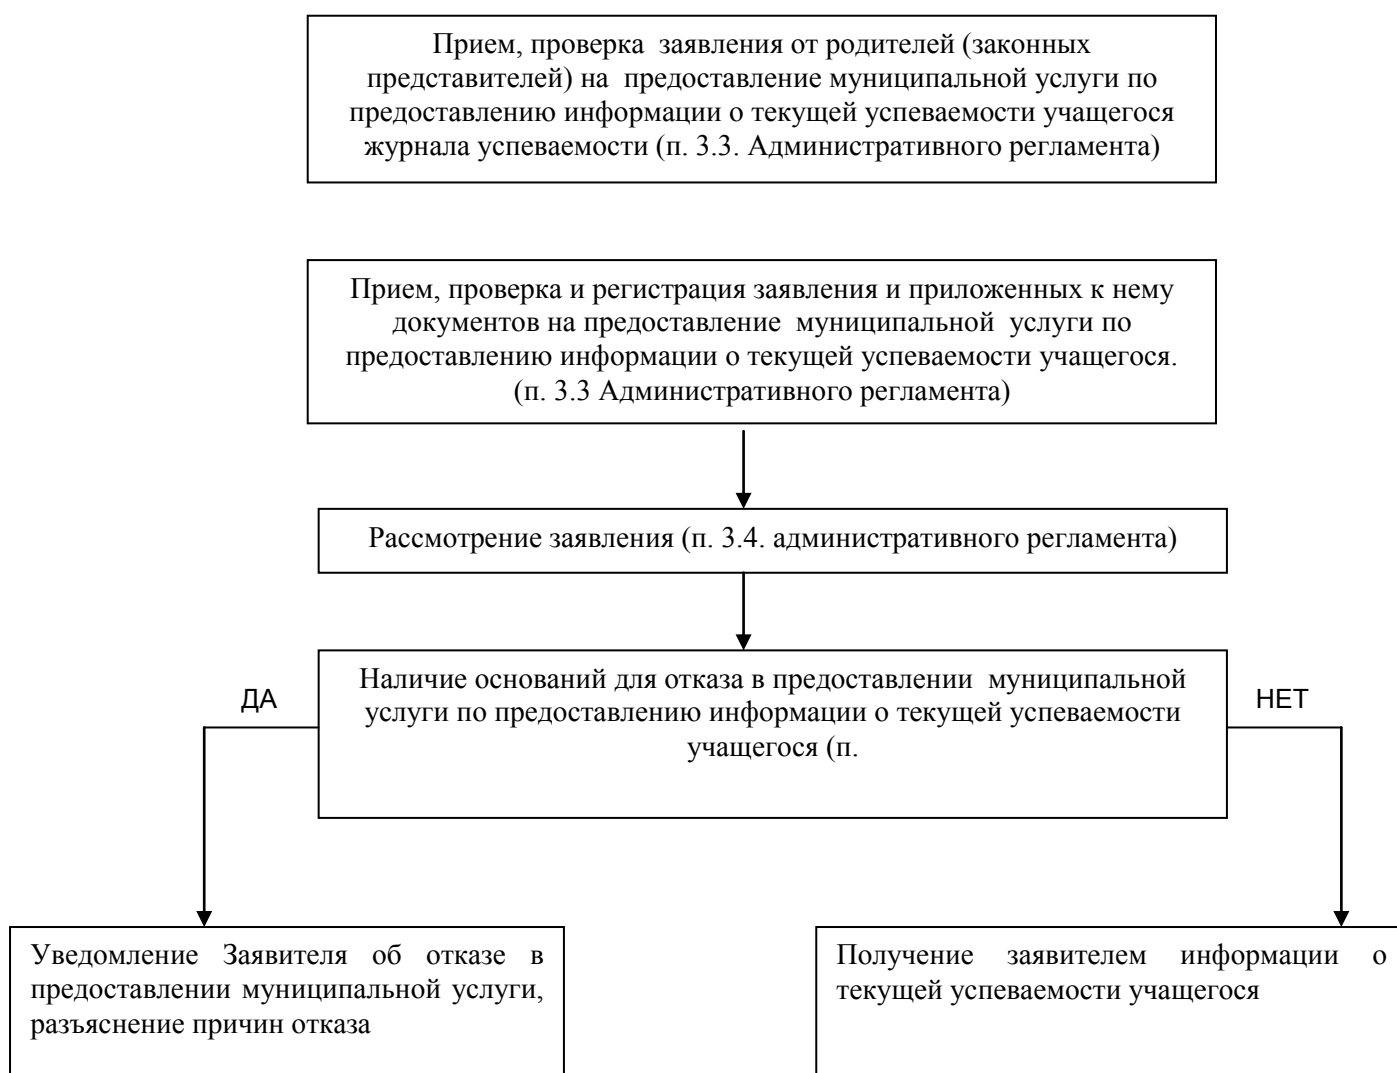 Прием, проверка  заявления от родителей (законных
представителей) на  предоставление муниципальной услуги по
предоставлению информации о текущей успеваемости учащегося
журнала успеваемости (п. 3.3. Административного регламента)
Прием, проверка и регистрация заявления и приложенных к нему
документов на предоставление  муниципальной  услуги по
предоставлению информации о текущей успеваемости учащегося.
(п. 3.3 Административного регламента)
Рассмотрение заявления (п. 3.4. административного регламента)
Наличие оснований для отказа в предоставлении  муниципальной
услуги по предоставлению информации о текущей успеваемости
учащегося (п.
ДА
НЕТ
Уведомление Заявителя об отказе в
предоставлении муниципальной услуги,
разъяснение причин отказа
Получение заявителем информации о
текущей успеваемости учащегося